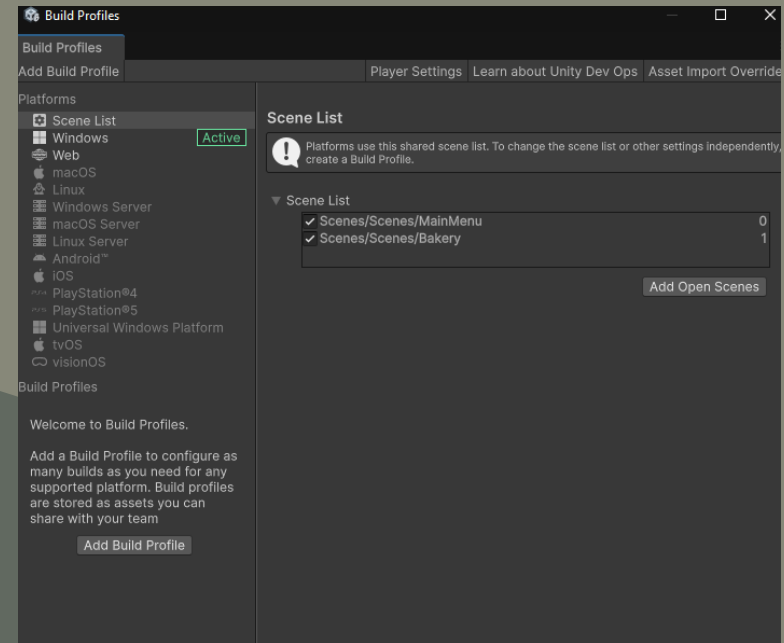 Build Profiles
Build Profiles
Add Build Profile
Player Settings
Learn about Unity Dev Ops
Asset Import Override
Platforms
Scene List
Windows
Active
Web
macOS
Linux
Windows Server
macOS Server
Linux Server
Android™
iOS
PlayStation®4
PlayStation®5
Universal Windows Platform
tvOS
visionOS
Build Profiles
Welcome to Build Profiles.
Add a Build Profile to configure as
many builds as you need for any
supported platform. Build profiles
are stored as assets you can
share with your team
Add Build Profile
Scene List
Platforms use this shared scene list. To change the scene list or other settings independently,
create a Build Profile.
Scene List
Scenes/Scenes/MainMenu 0
Scenes/Scenes/Bakery 1
Add Open Scenes